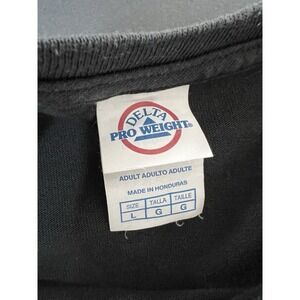 DELTA
PRO WEIGHT®
ADULT ADULTO ADULTE
MADE IN HONDURAS
SIZE TALLA TAILLE
L G G